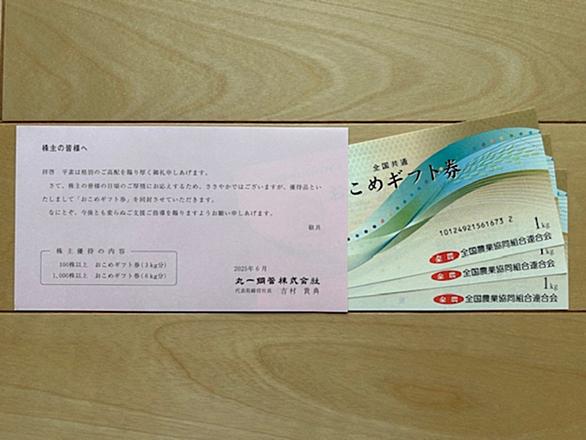 株主の皆様へ
拝啓　平素は格別のご高配を賜り厚く御礼申しあげます。
さて、株主の皆様の日頃のご厚情にお応えするため、ささやかではございますが、優待品とい
たしまして「おこめギフト券」を同封させていただきます。
なにとぞ、今後とも変らぬご支援ご指導を賜りますようお願い申しあげます。
敬具
株主優待の内容
100株以上　おこめギフト券(3kg分)
1,000株以上　おこめギフト券(6kg分)
2025年6月
丸一鋼管株式会社
代表取締役社長　吉村貴典
全国共通
こめギフト券
10124921561673 2
1kg
全農 全国農業協同組合連合会
1kg
全農 全国農業協同組合連合会
1kg
全農 全国農業協同組合連合会